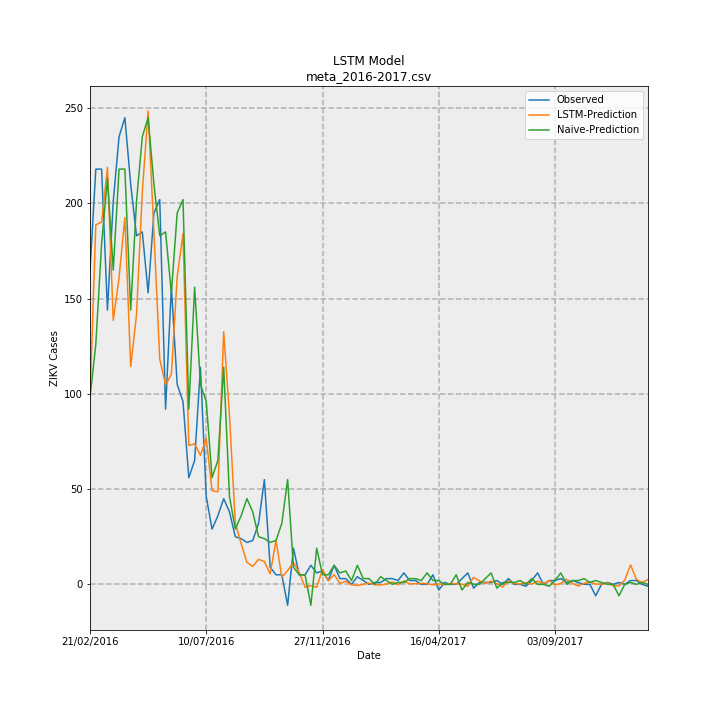 LSTM Model
meta_2016-2017.csv
Observed
LSTM-Prediction
Naive-Prediction
250
200
150
100
50
0
ZIKV Cases
21/02/2016 10/07/2016 27/11/2016 16/04/2017 03/09/2017
Date